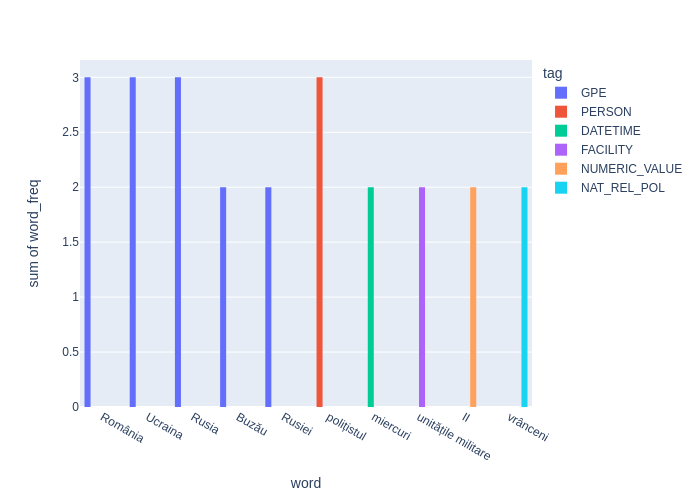 tag
GPE
PERSON
DATETIME
FACILITY
NUMERIC_VALUE
NAT_REL_POL
sum of word_freq
3
2.5
2
1.5
1
0.5
0
România
Ucraina
Rusia
Buzău
Rusiei
polițistul
miercuri
unitățile militare
II
vrânceni
word